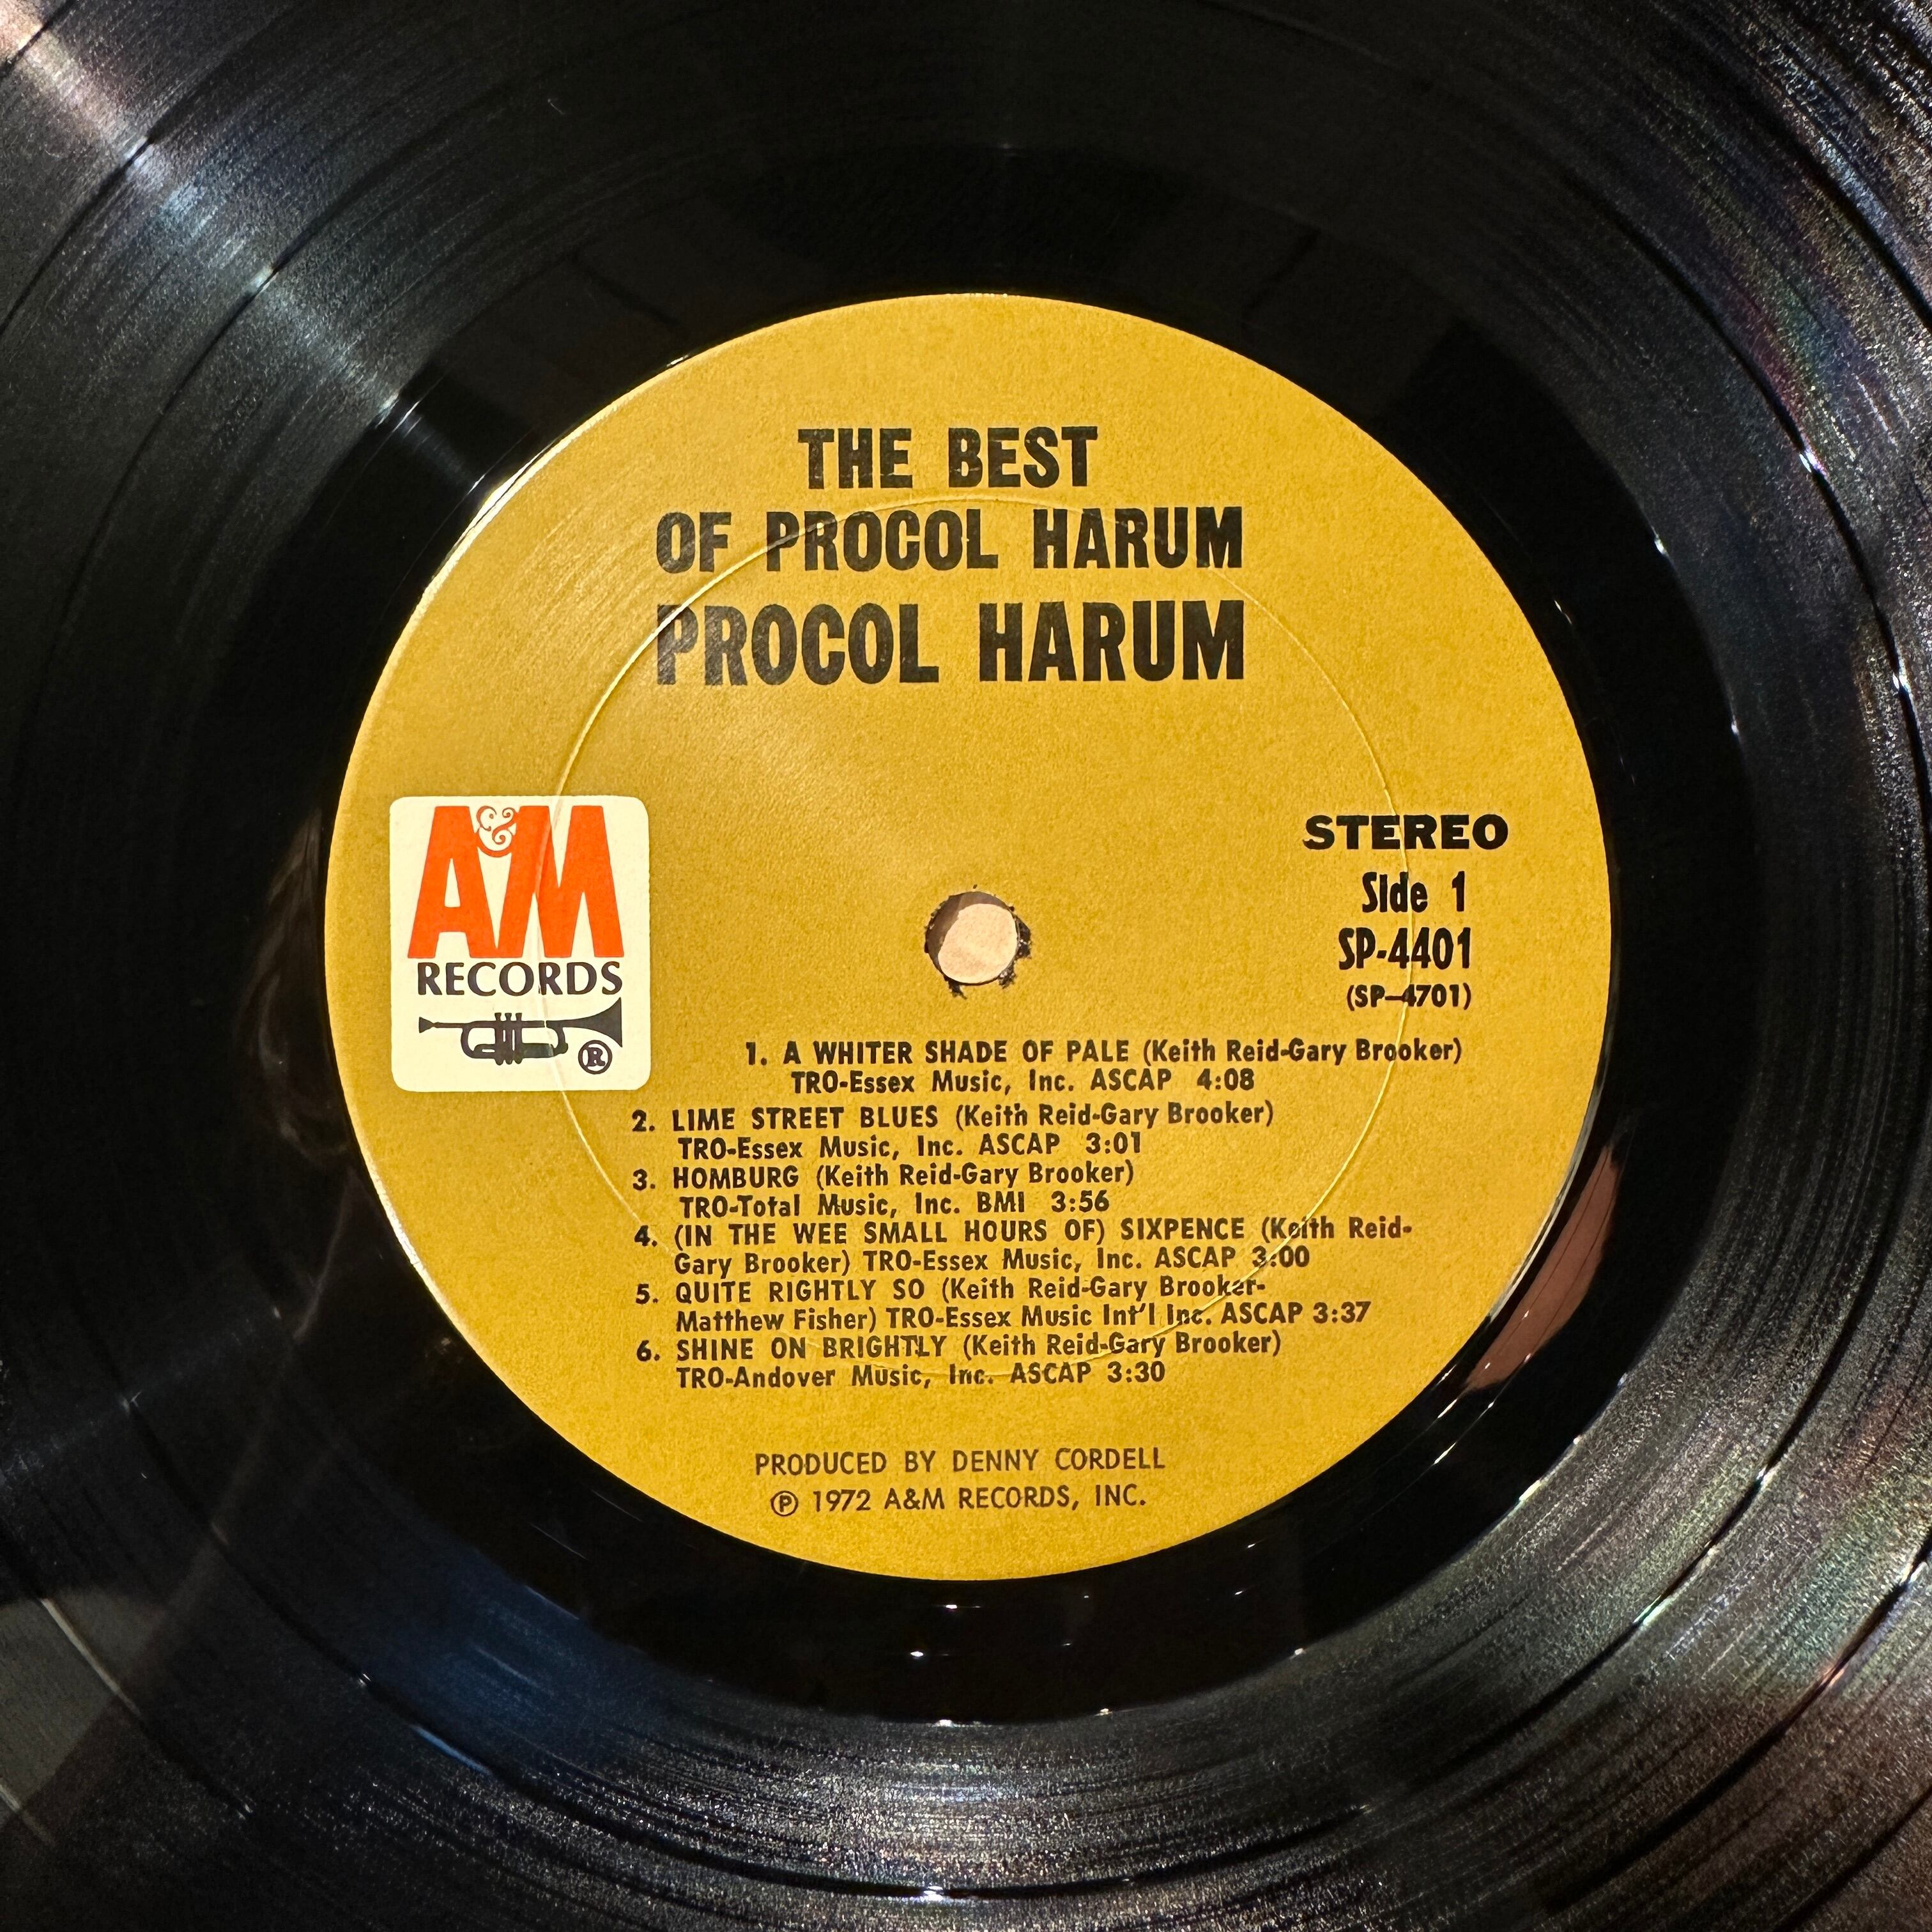 THE BEST
OF PROCOL HARUM
PROCOL HARUM
A&M
RECORDS
®
STEREO
Side 1
SP-4401
(SP-4701)
1. A WHITER SHADE OF PALE (Keith Reid-Gary Brooker)
TRO-Essex Music, Inc. ASCAP 4:08
2. LIME STREET BLUES (Keith Reid-Gary Brooker)
TRO-Essex Music, Inc. ASCAP 3:01
3. HOMBURG (Keith Reid-Gary Brooker)
TRO-Total Music, Inc. BMI 3:56
4. (IN THE WEE SMALL HOURS OF) SIXPENCE (Keith Reid-
Gary Brooker) TRO-Essex Music, Inc. ASCAP 3:00
5. QUITE RIGHTLY SO (Keith Reid-Gary Brooker-
Matthew Fisher) TRO-Essex Music Int'l Inc. ASCAP 3:37
6. SHINE ON BRIGHTLY (Keith Reid-Gary Brooker)
TRO-Andover Music, Inc. ASCAP 3:30
PRODUCED BY DENNY CORDELL
℗ 1972 A&M RECORDS, INC.